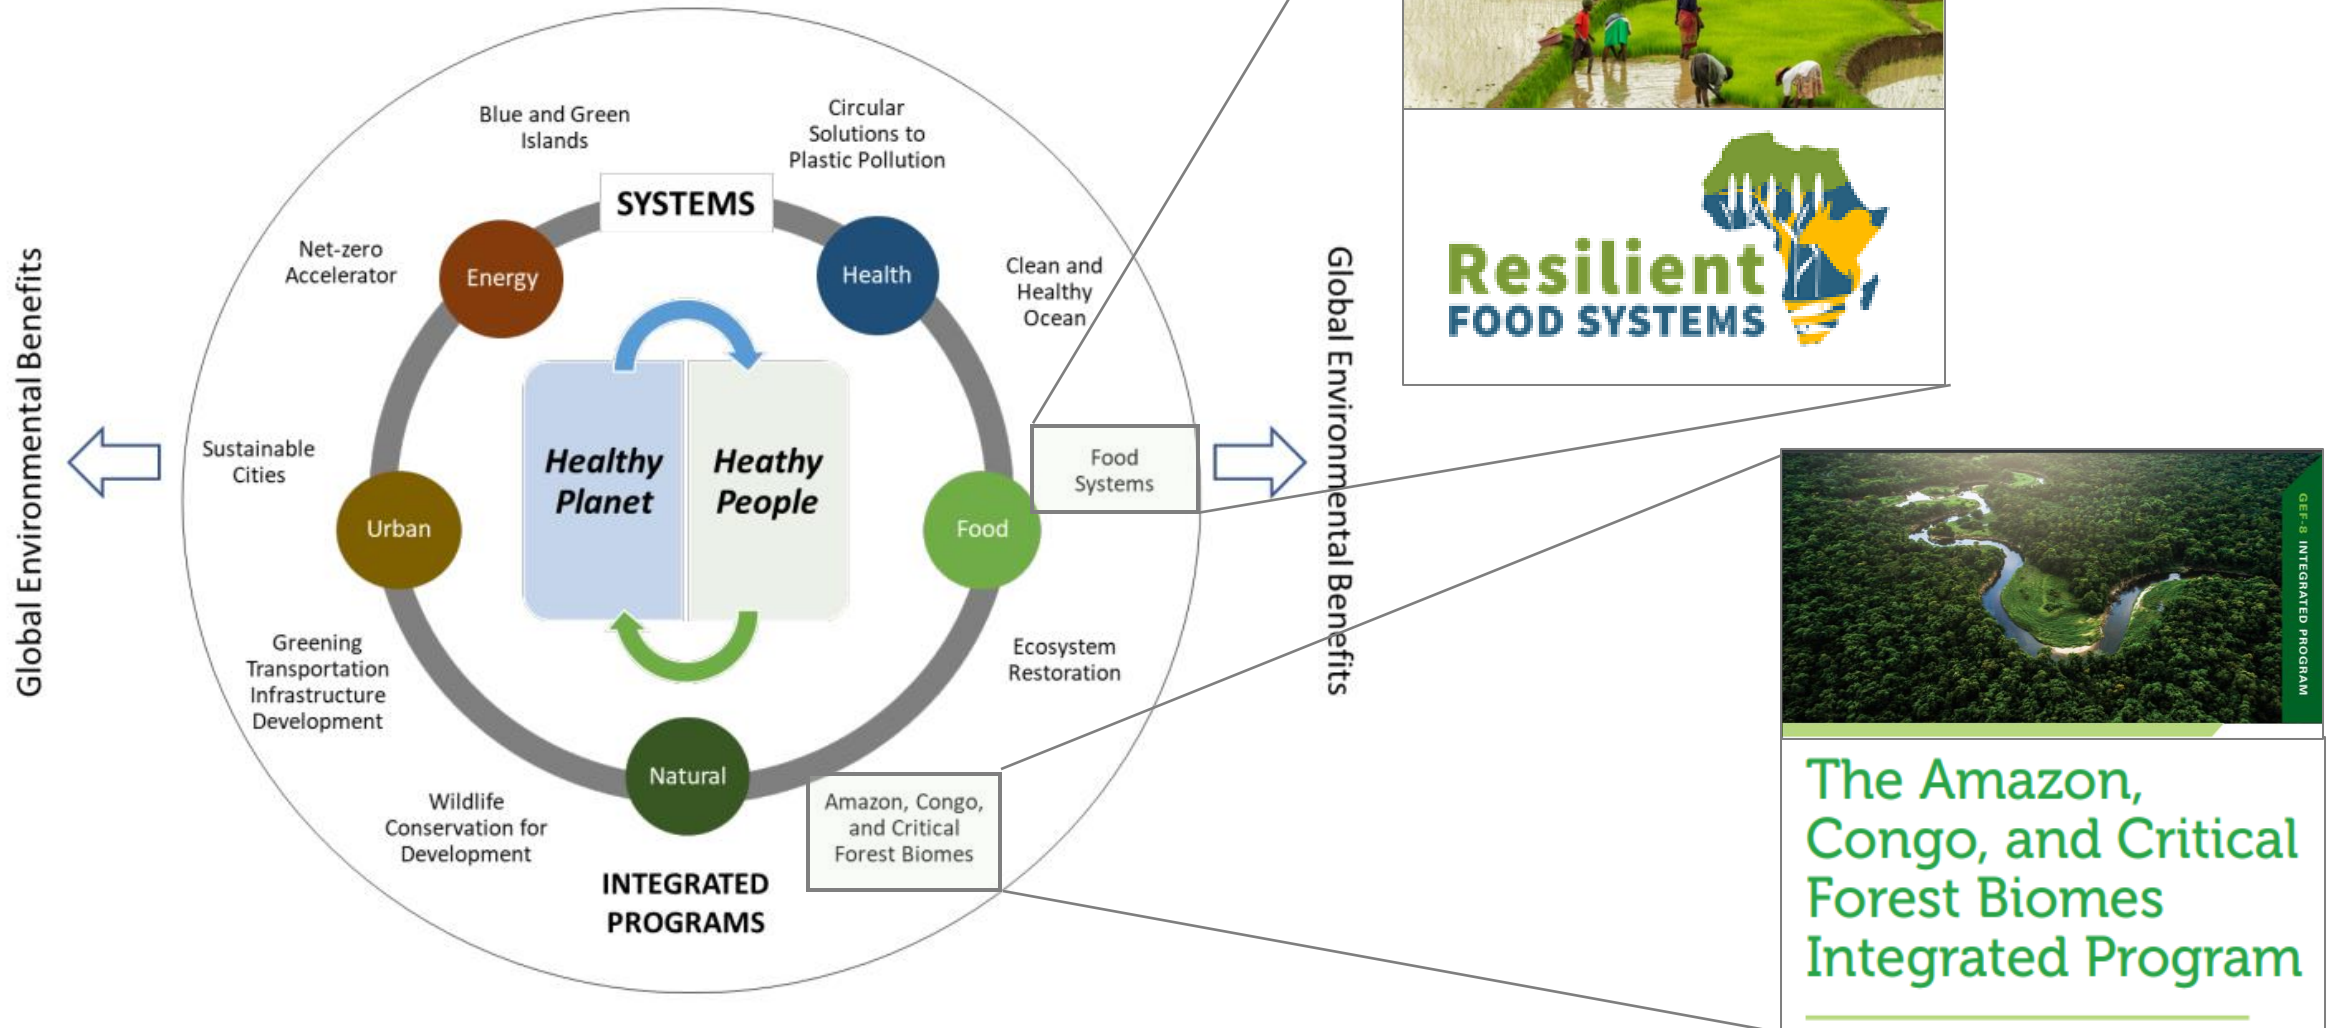 Global Environmental Benefits
Blue and Green
Islands
Circular
Solutions to
Plastic Pollution
SYSTEMS
Net-zero
Accelerator
Energy
Health
Clean and
Healthy
Ocean
Sustainable
Cities
Healthy
Planet
Heathy
People
Food
Systems
Urban
Food
Greening
Transportation
Infrastructure
Development
Ecosystem
Restoration
Natural
Wildlife
Conservation for
Development
Amazon, Congo,
and Critical
Forest Biomes
INTEGRATED
PROGRAMS
Global Environmental Benefits
Resilient
FOOD SYSTEMS
GEF-8 INTEGRATED PROGRAM
The Amazon,
Congo, and Critical
Forest Biomes
Integrated Program